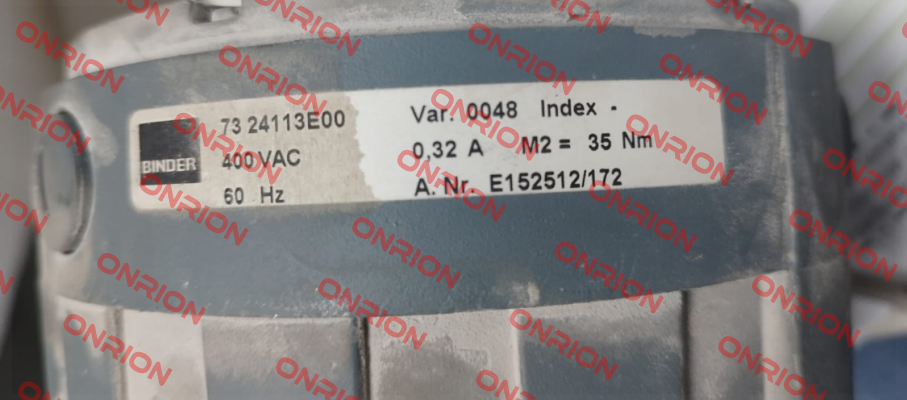 73 24113E00
400 VAC
60 Hz
BINDER
Var. 0048 Index -
0,32 A M2 = 35 Nm
A. Nr. E152512/172
ONRION